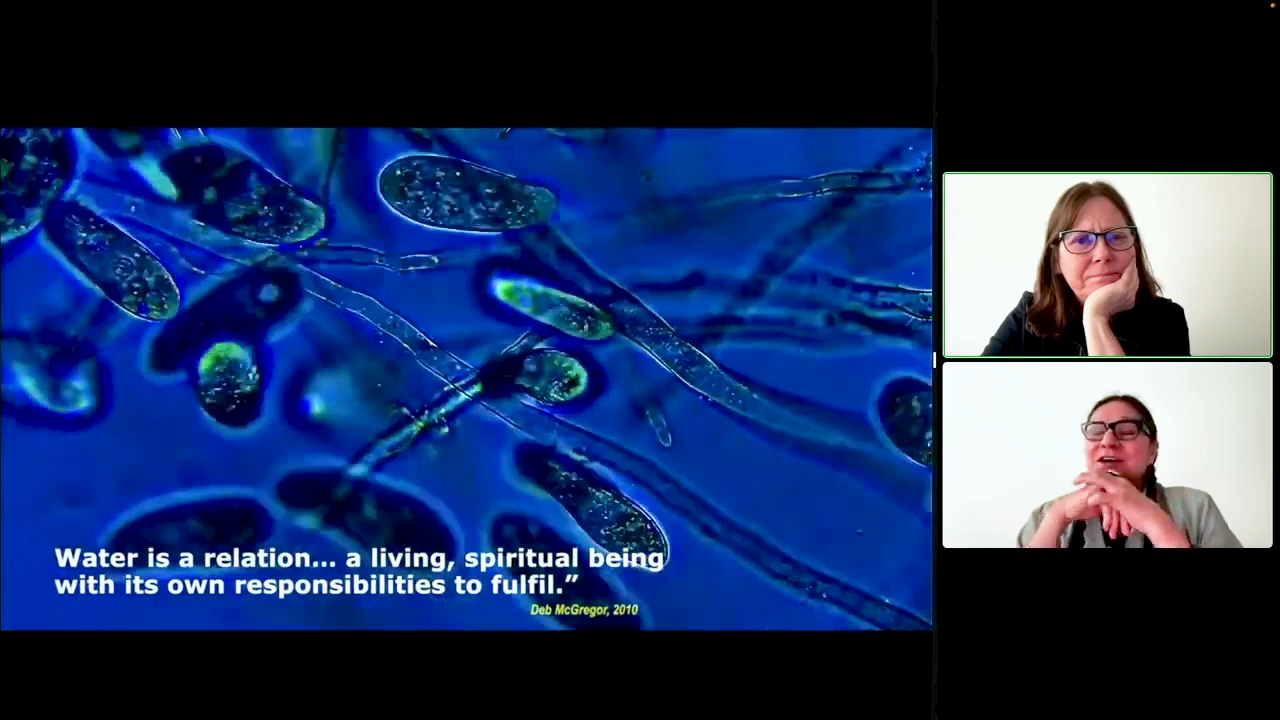 Water is a relation... a living, spiritual being
with its own responsibilities to fulfil.”
Deb McGregor, 2010